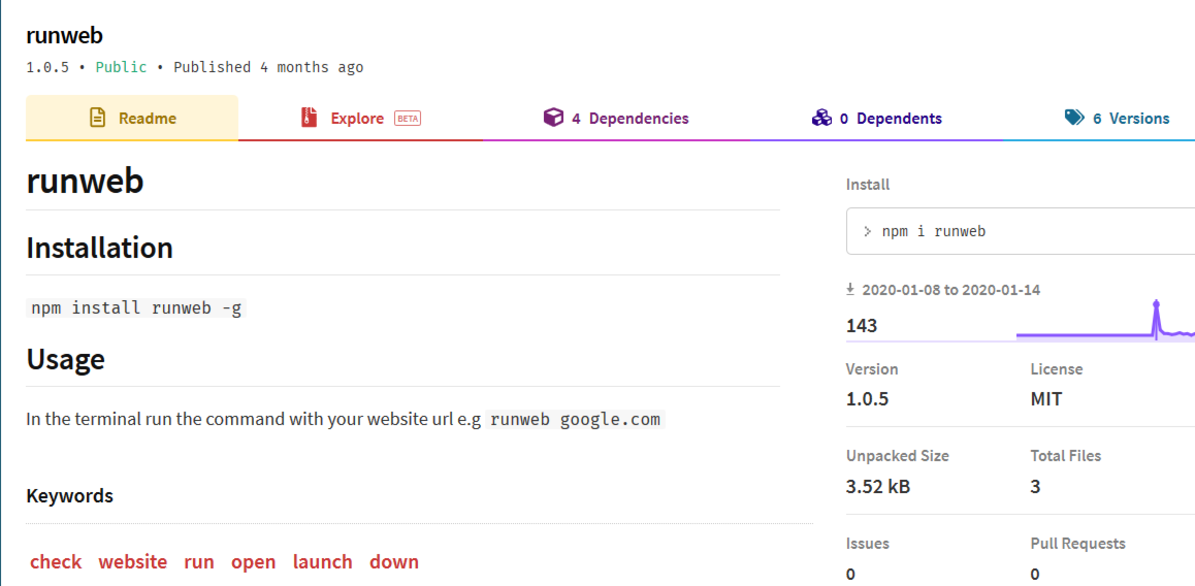 runweb
1.0.5 • Public • Published 4 months ago
Readme
Explore BETA
4 Dependencies
0 Dependents
6 Versions
runweb
Installation
npm install runweb -g
Usage
In the terminal run the command with your website url e.g runweb google.com
Keywords
check website run open launch down
Install
> npm i runweb
2020-01-08 to 2020-01-14
143
Version
License
1.0.5
MIT
Unpacked Size
Total Files
3.52 kB
3
Issues
Pull Requests
0
0